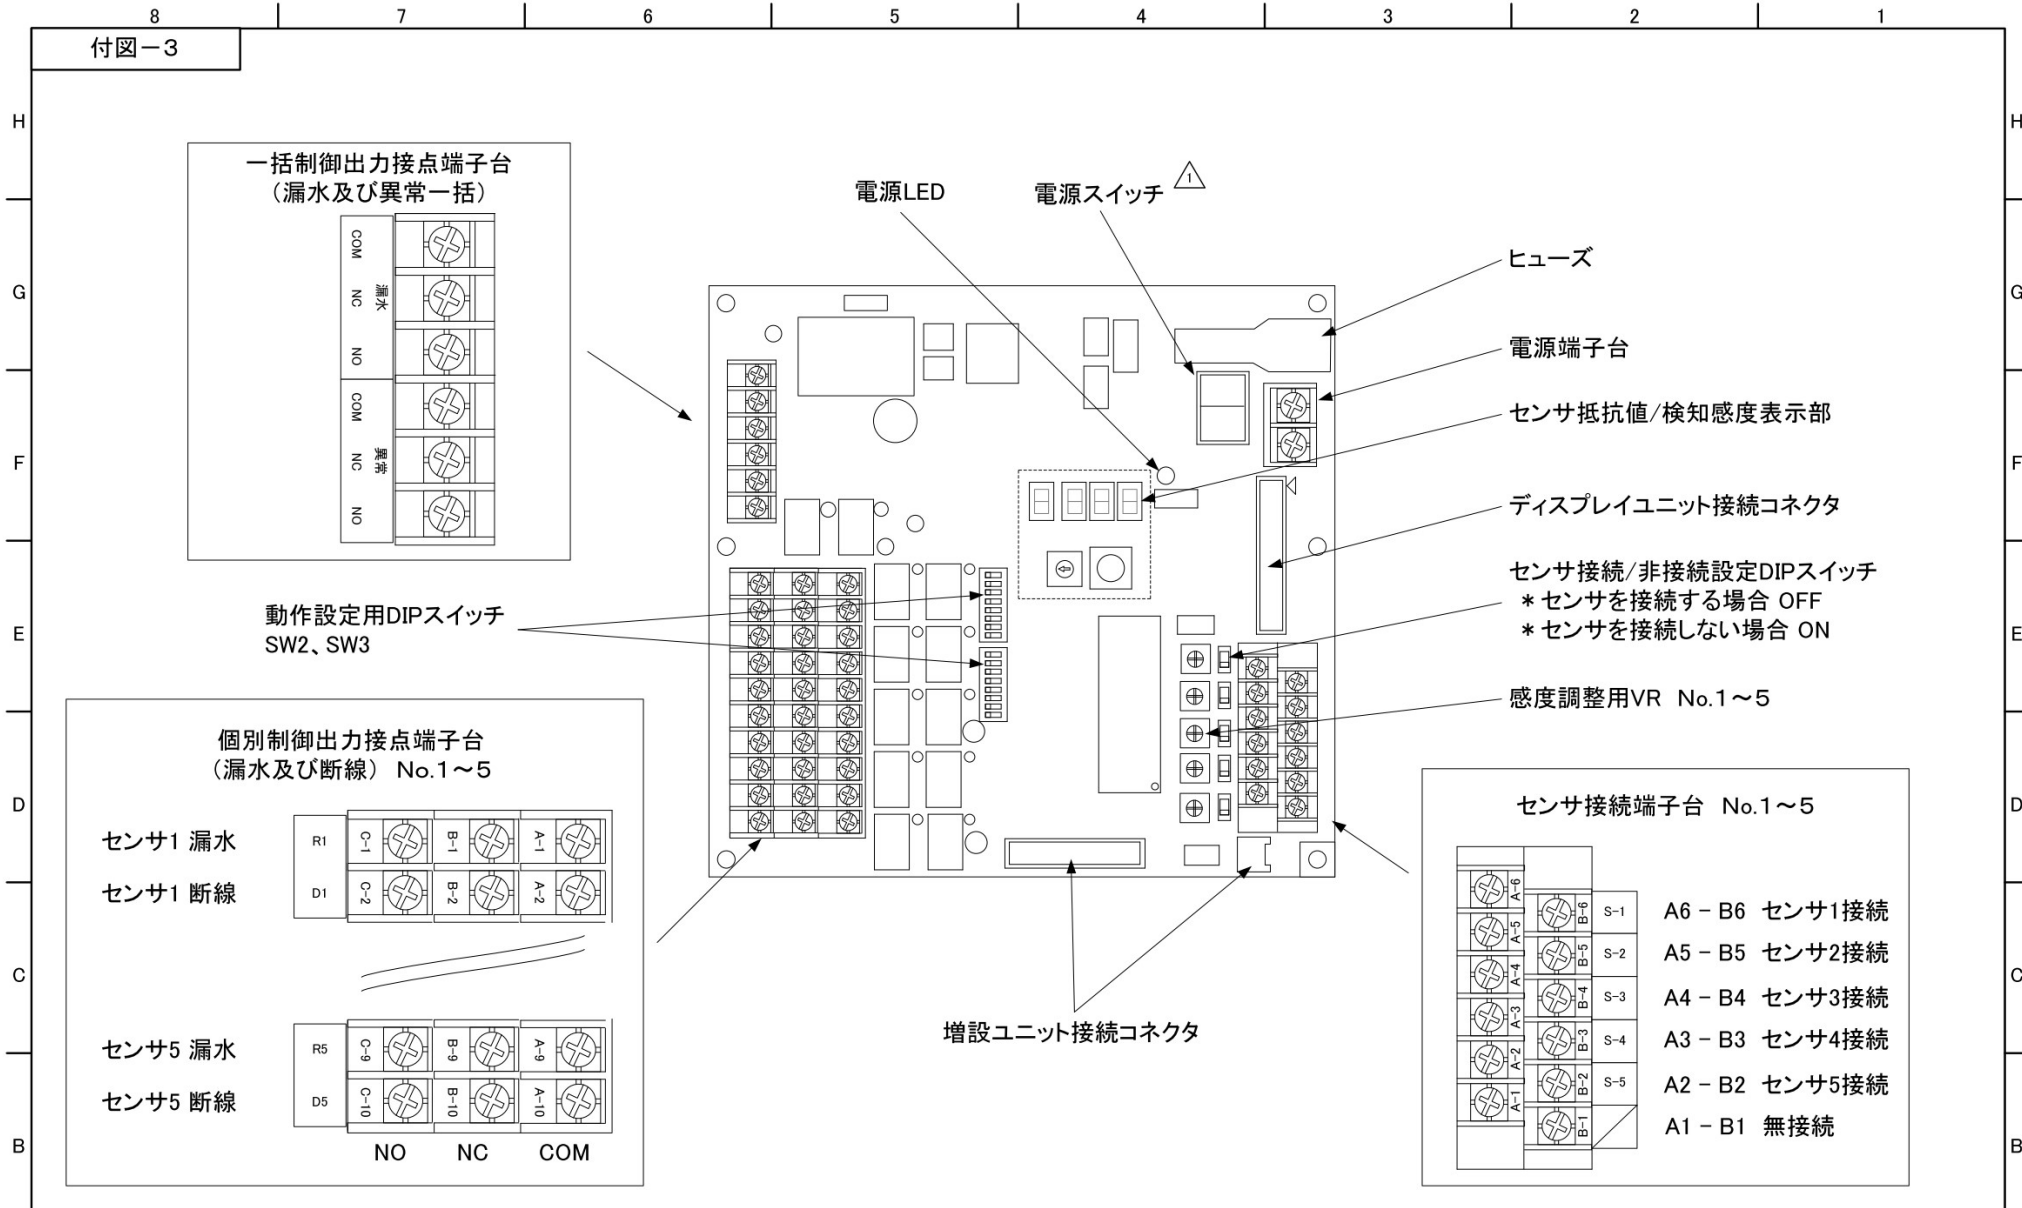 8 7 6 5 4 3 2 1
付図－3
H
G
F
E
D
C
B
H
G
F
E
D
C
B
一括制御出力接点端子台
（漏水及び異常一括）
COM
NC
NO
漏水
COM
NC
NO
異常
電源LED
電源スイッチ
1
ヒューズ
電源端子台
センサ抵抗値/検知感度表示部
ディスプレイユニット接続コネクタ
センサ接続/非接続設定DIPスイッチ
＊センサを接続する場合 OFF
＊センサを接続しない場合 ON
感度調整用VR No.1～5
動作設定用DIPスイッチ
SW2、SW3
増設ユニット接続コネクタ
個別制御出力接点端子台
（漏水及び断線） No.1～5
センサ1 漏水 R1 C-1 B-1 A-1
センサ1 断線 D1 C-2 B-2 A-2
センサ5 漏水 R5 C-9 B-9 A-9
センサ5 断線 D5 C-10 B-10 A-10
NO NC COM
センサ接続端子台 No.1～5
A-6 B-6 S-1 A6 － B6 センサ1接続
A-5 B-5 S-2 A5 － B5 センサ2接続
A-4 B-4 S-3 A4 － B4 センサ3接続
A-3 B-3 S-4 A3 － B3 センサ4接続
A-2 B-2 S-5 A2 － B2 センサ5接続
A-1 B-1 A1 － B1 無接続